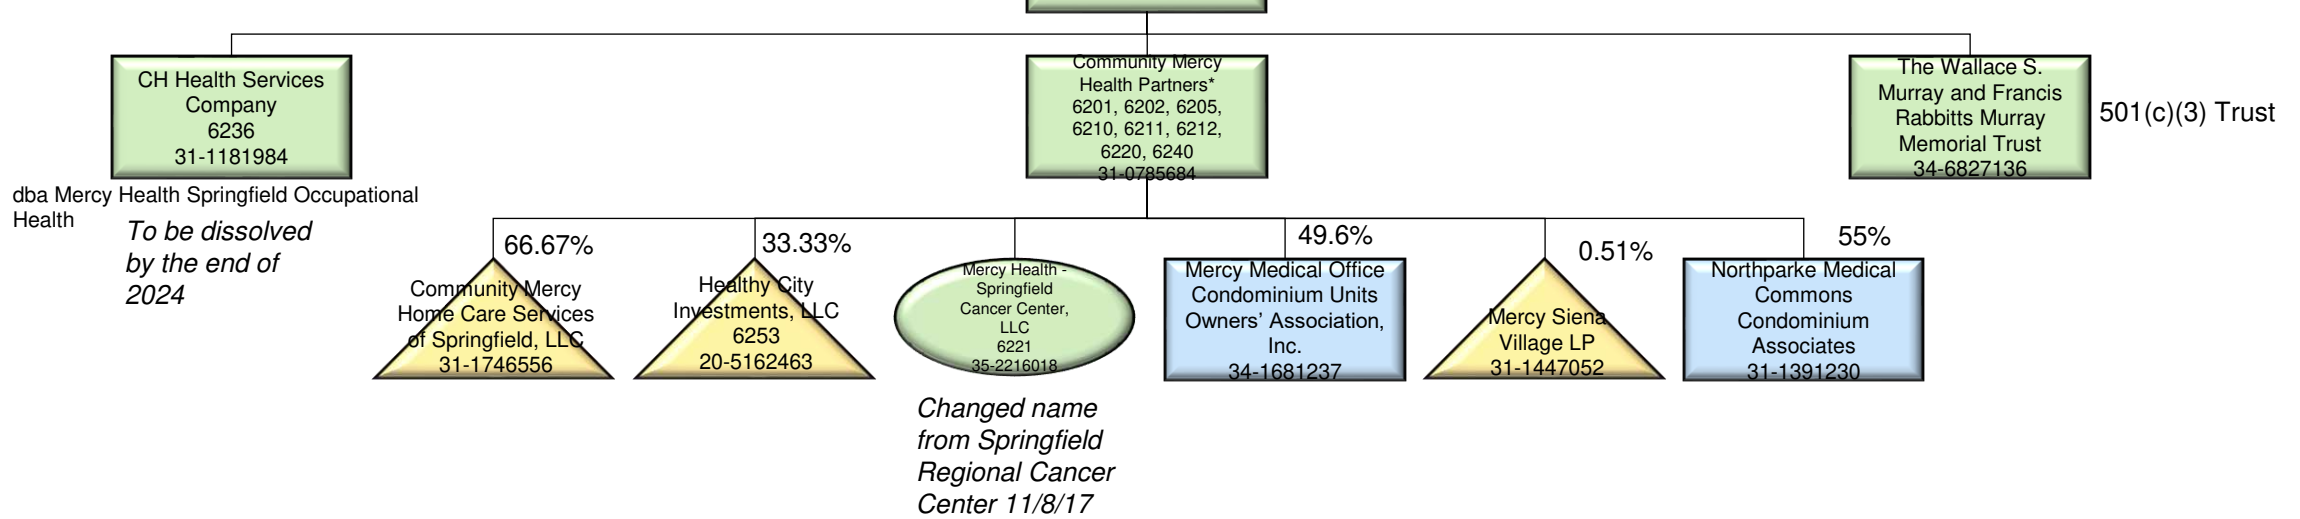 CH Health Services
Company
6236
31-1181984
dba Mercy Health Springfield Occupational
Health
To be dissolved
by the end of
2024
Community Mercy
Health Partners*
6201, 6202, 6205,
6210, 6211, 6212,
6220, 6240
31-0785684
The Wallace S.
Murray and Francis
Rabbitts Murray
Memorial Trust
34-6827136
501(c)(3) Trust
66.67%
Community Mercy
Home Care Services
of Springfield, LLC
31-1746556
33.33%
Healthy City
Investments, LLC
6253
20-5162463
Mercy Health -
Springfield
Cancer Center,
LLC
6221
35-2216018
Changed name
from Springfield
Regional Cancer
Center 11/8/17
49.6%
Mercy Medical Office
Condominium Units
Owners’ Association,
Inc.
34-1681237
0.51%
Mercy Siena
Village LP
31-1447052
55%
Northparke Medical
Commons
Condominium
Associates
31-1391230